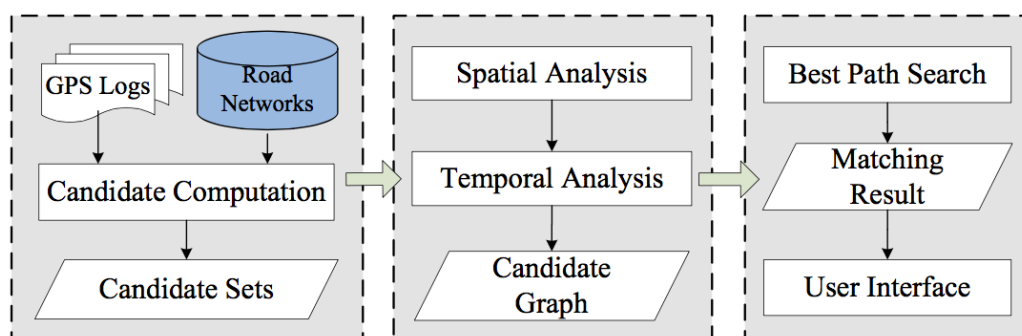 GPS Logs
Road
Networks
Candidate Computation
Candidate Sets
Spatial Analysis
Temporal Analysis
Candidate
Graph
Best Path Search
Matching
Result
User Interface